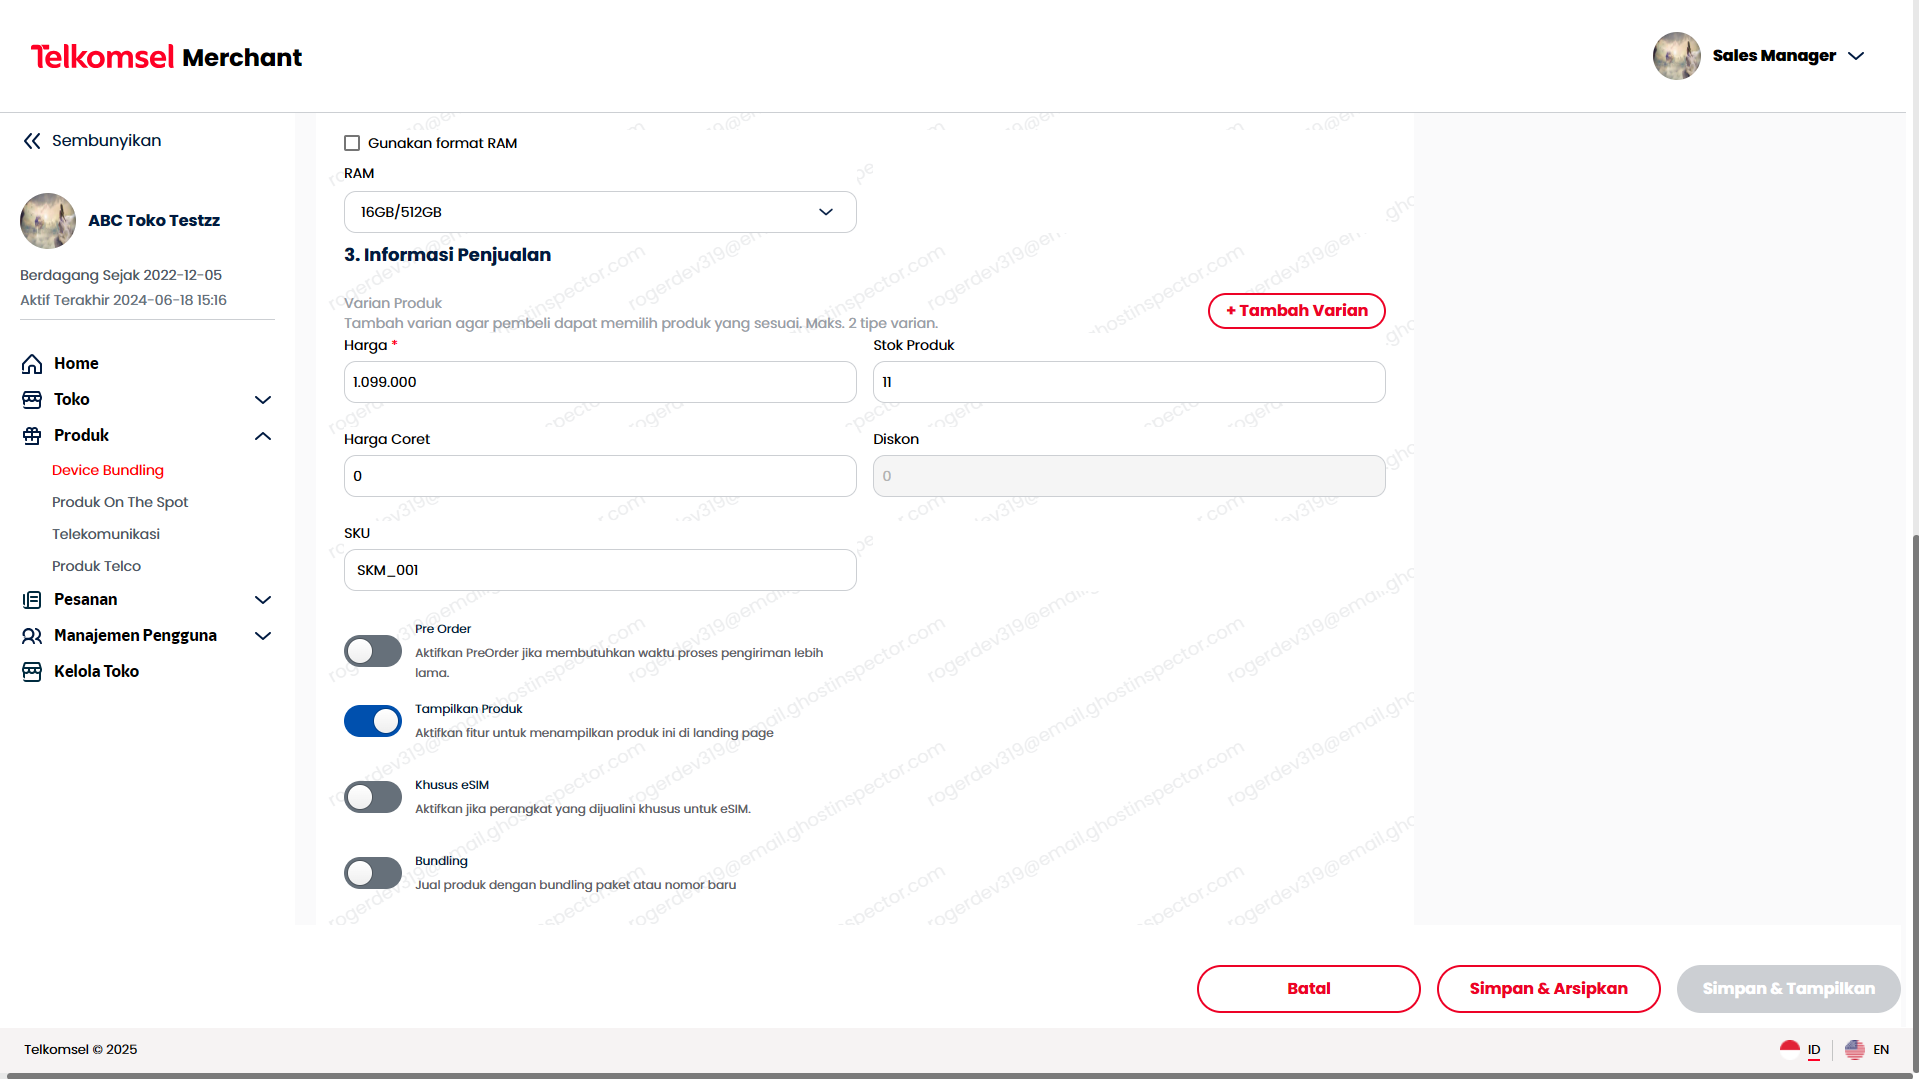 Telkomsel Merchant
Sales Manager
Sembunyikan
ABC Toko Testzz
Berdagang Sejak 2022-12-05
Aktif Terakhir 2024-06-18 15:16
Home
Toko
Produk
Device Bundling
Produk On The Spot
Telekomunikasi
Produk Telco
Pesanan
Manajemen Pengguna
Kelola Toko
Gunakan format RAM
RAM
16GB/512GB
3. Informasi Penjualan
Varian Produk
Tambah varian agar pembeli dapat memilih produk yang sesuai. Maks. 2 tipe varian.
+ Tambah Varian
Harga *
Stok Produk
1.099.000
11
Harga Coret
Diskon
0
0
SKU
SKM_001
Pre Order
Aktifkan PreOrder jika membutuhkan waktu proses pengiriman lebih
lama.
Tampilkan Produk
Aktifkan fitur untuk menampilkan produk ini di landing page
Khusus eSIM
Aktifkan jika perangkat yang dijualini khusus untuk eSIM.
Bundling
Jual produk dengan bundling paket atau nomor baru
rogerdev319@email.ghostinspector.com
Batal
Simpan & Arsipkan
Simpan & Tampilkan
Telkomsel © 2025
ID
EN